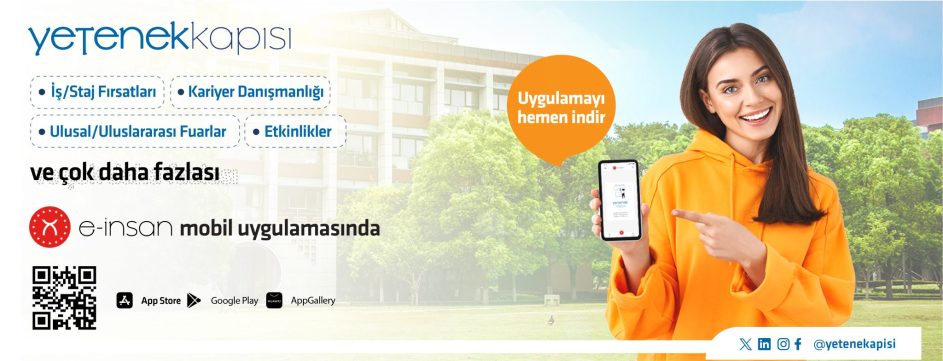 yetenekkapısı
• İş/Staj Fırsatları • Kariyer Danışmanlığı
• Ulusal/Uluslararası Fuarlar • Etkinlikler
ve çok daha fazlası
e-insan mobil uygulamasında
App Store Google Play AppGallery
Uygulamayı
hemen indir
@yetenekapisi